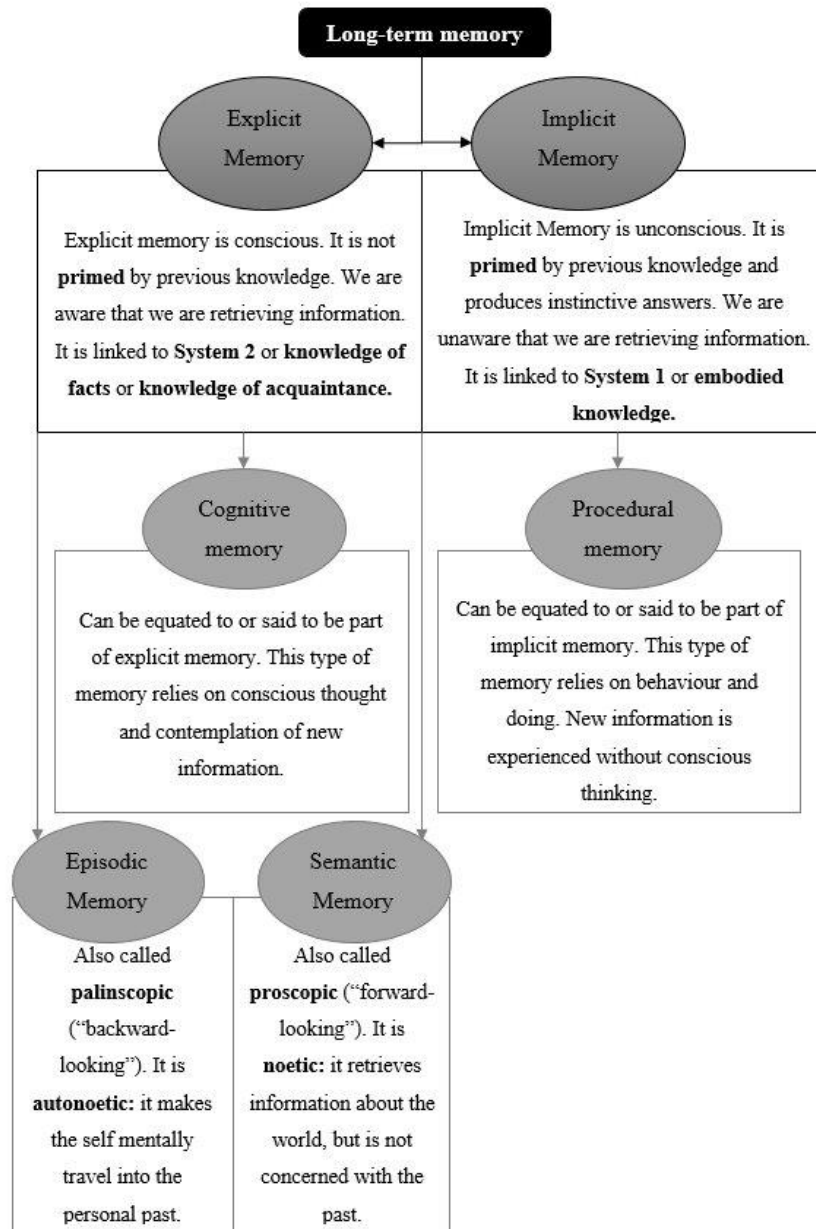 Long-term memory
Explicit
Memory
Implicit
Memory
Explicit memory is conscious. It is not
primed by previous knowledge. We are
aware that we are retrieving information.
It is linked to System 2 or knowledge of
facts or knowledge of acquaintance.
Implicit Memory is unconscious. It is
primed by previous knowledge and
produces instinctive answers. We are
unaware that we are retrieving information.
It is linked to System 1 or embodied
knowledge.
Cognitive
memory
Procedural
memory
Can be equated to or said to be part
of explicit memory. This type of
memory relies on conscious thought
and contemplation of new
information.
Can be equated to or said to be part of
implicit memory. This type of
memory relies on behaviour and
doing. New information is
experienced without conscious
thinking.
Episodic
Memory
Semantic
Memory
Also called
palinscopic
(“backward-
looking”). It is
autonoetic: it makes
the self mentally
travel into the
personal past.
Also called
proscopic (“forward-
looking”). It is
noetic: it retrieves
information about the
world, but is not
concerned with the
past.